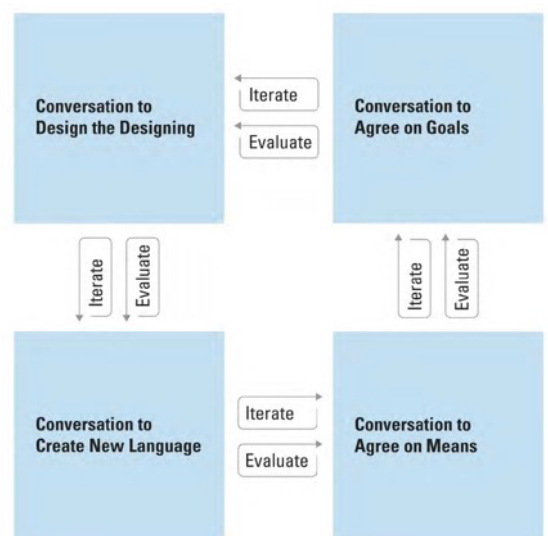 Conversation to
Design the Designing
Iterate
Evaluate
Conversation to
Agree on Goals
Iterate
Evaluate
Iterate
Evaluate
Conversation to
Create New Language
Iterate
Evaluate
Conversation to
Agree on Means